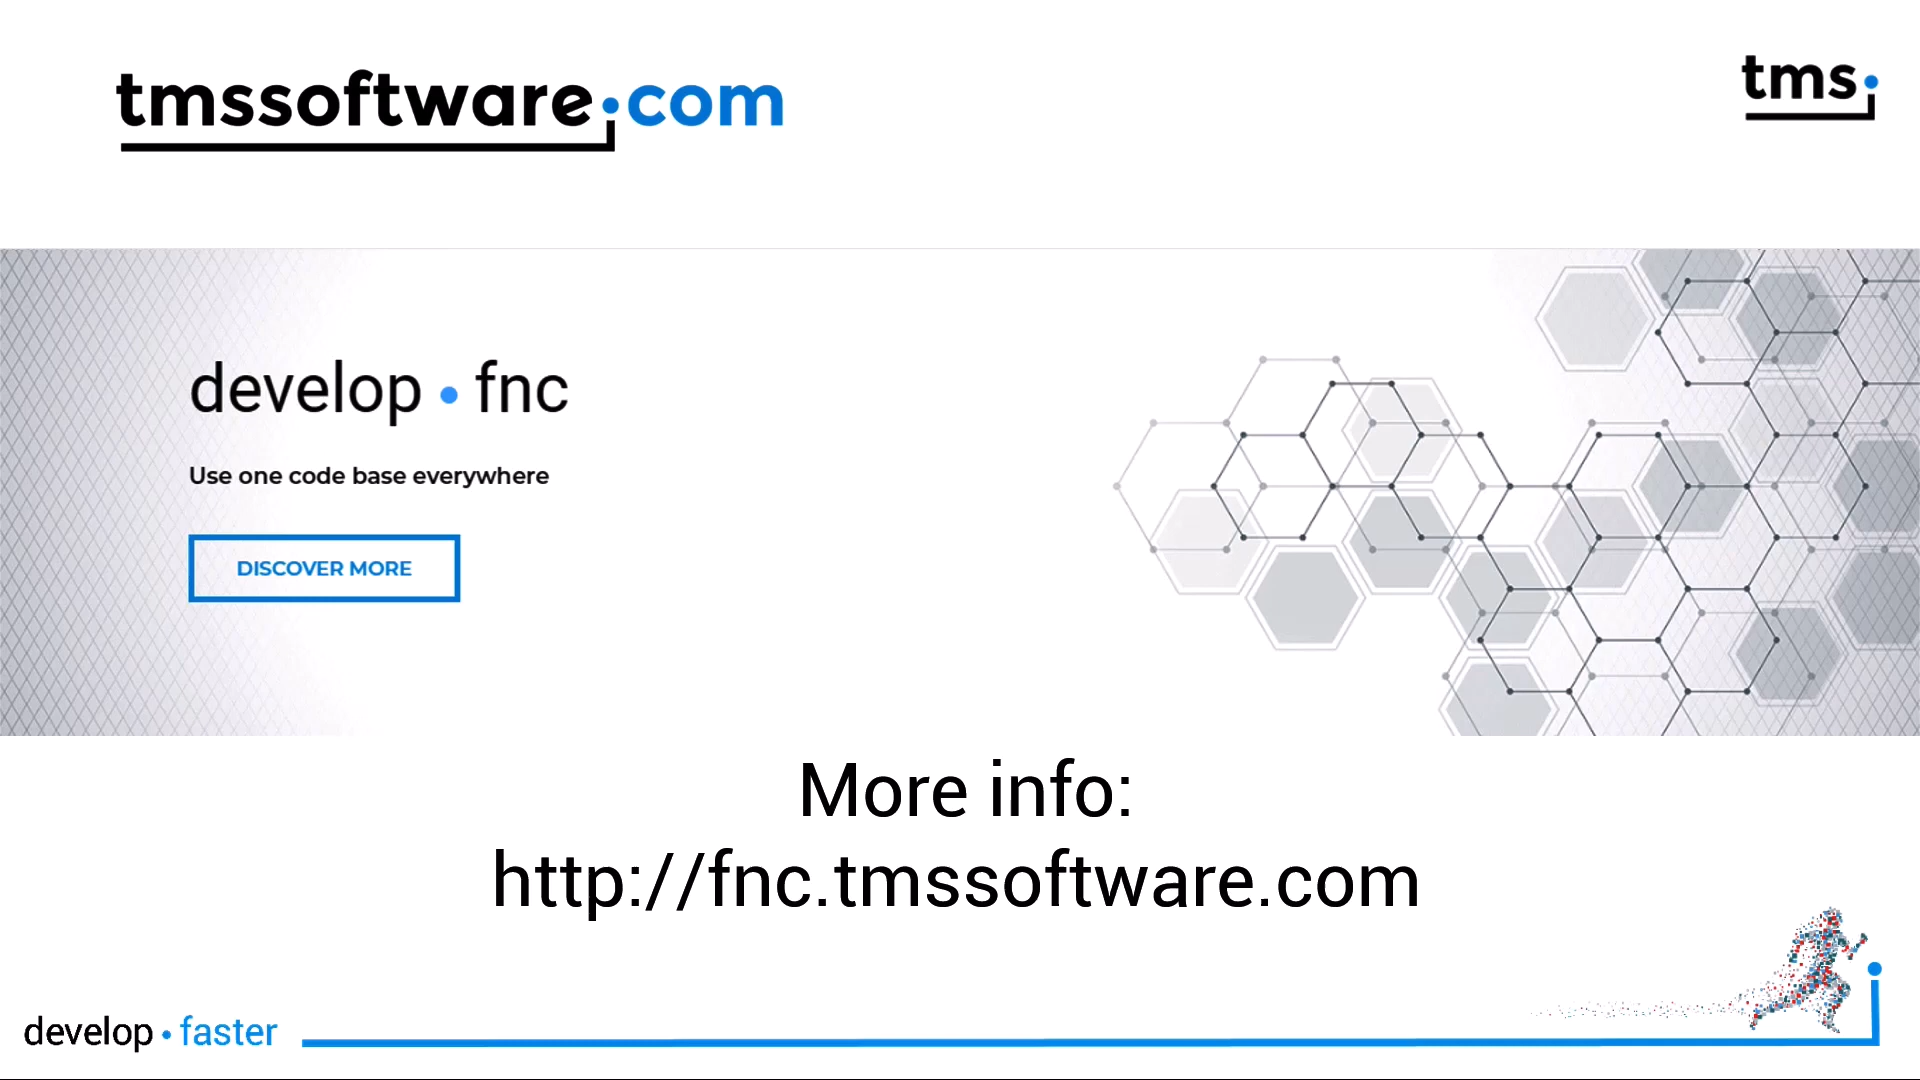 tmssoftware.com
tms.
develop • fnc
Use one code base everywhere
DISCOVER MORE
More info:
http://fnc.tmssoftware.com
develop • faster